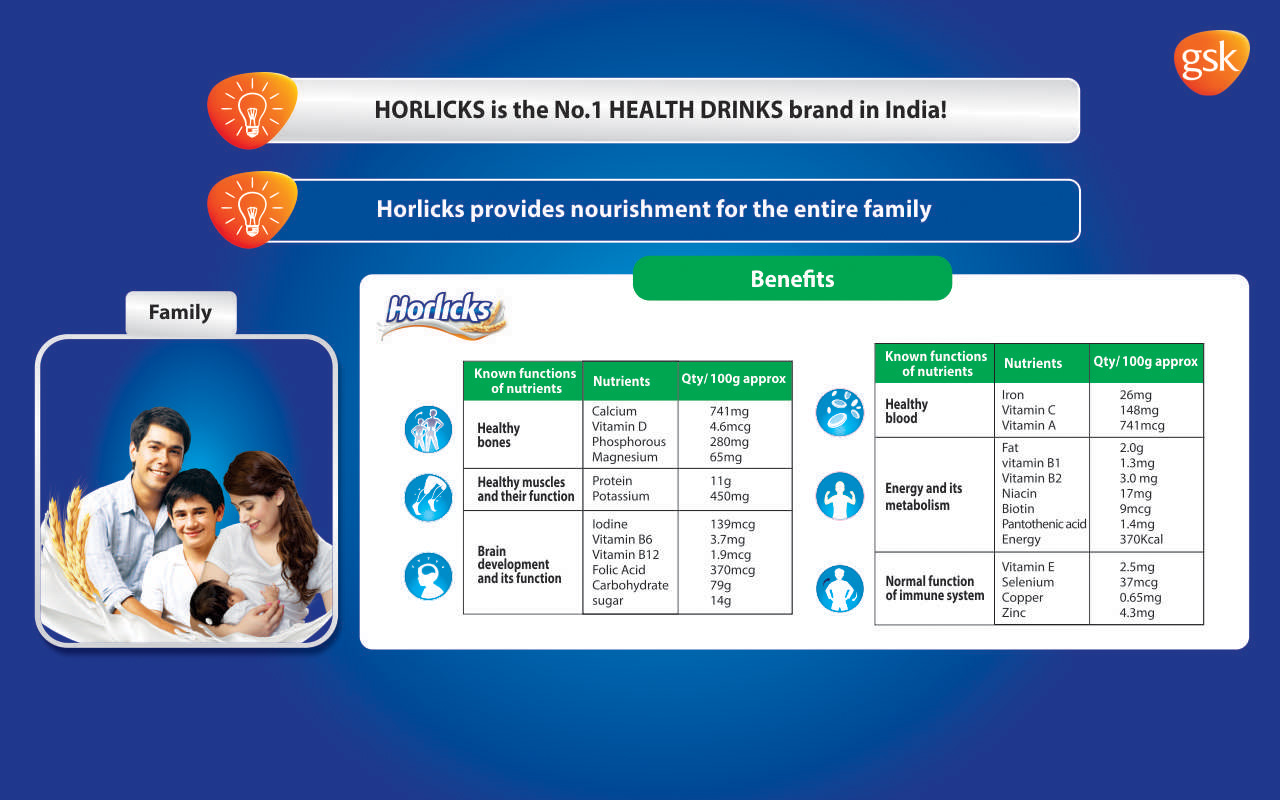 gsk
HORLICKS is the No.1 HEALTH DRINKS brand in India!
Horlicks provides nourishment for the entire family
Family
Benefits
Horlicks
Known functions of nutrients Nutrients Qty/100g approx
Healthy bones
Calcium 741mg
Vitamin D 4.6mcg
Phosphorous 280mg
Magnesium 65mg
Healthy muscles and their function
Protein 11g
Potassium 450mg
Brain development and its function
Iodine 139mcg
Vitamin B6 3.7mg
Vitamin B12 1.9mcg
Folic Acid 370mcg
Carbohydrate 79g
sugar 14g
Known functions of nutrients Nutrients Qty/100g approx
Healthy blood
Iron 26mg
Vitamin C 148mg
Vitamin A 741mcg
Energy and its metabolism
Fat 2.0g
vitamin B1 1.3mg
Vitamin B2 3.0 mg
Niacin 17mg
Biotin 9mcg
Pantothenic acid 1.4mg
Energy 370Kcal
Normal function of immune system
Vitamin E 2.5mg
Selenium 37mcg
Copper 0.65mg
Zinc 4.3mg